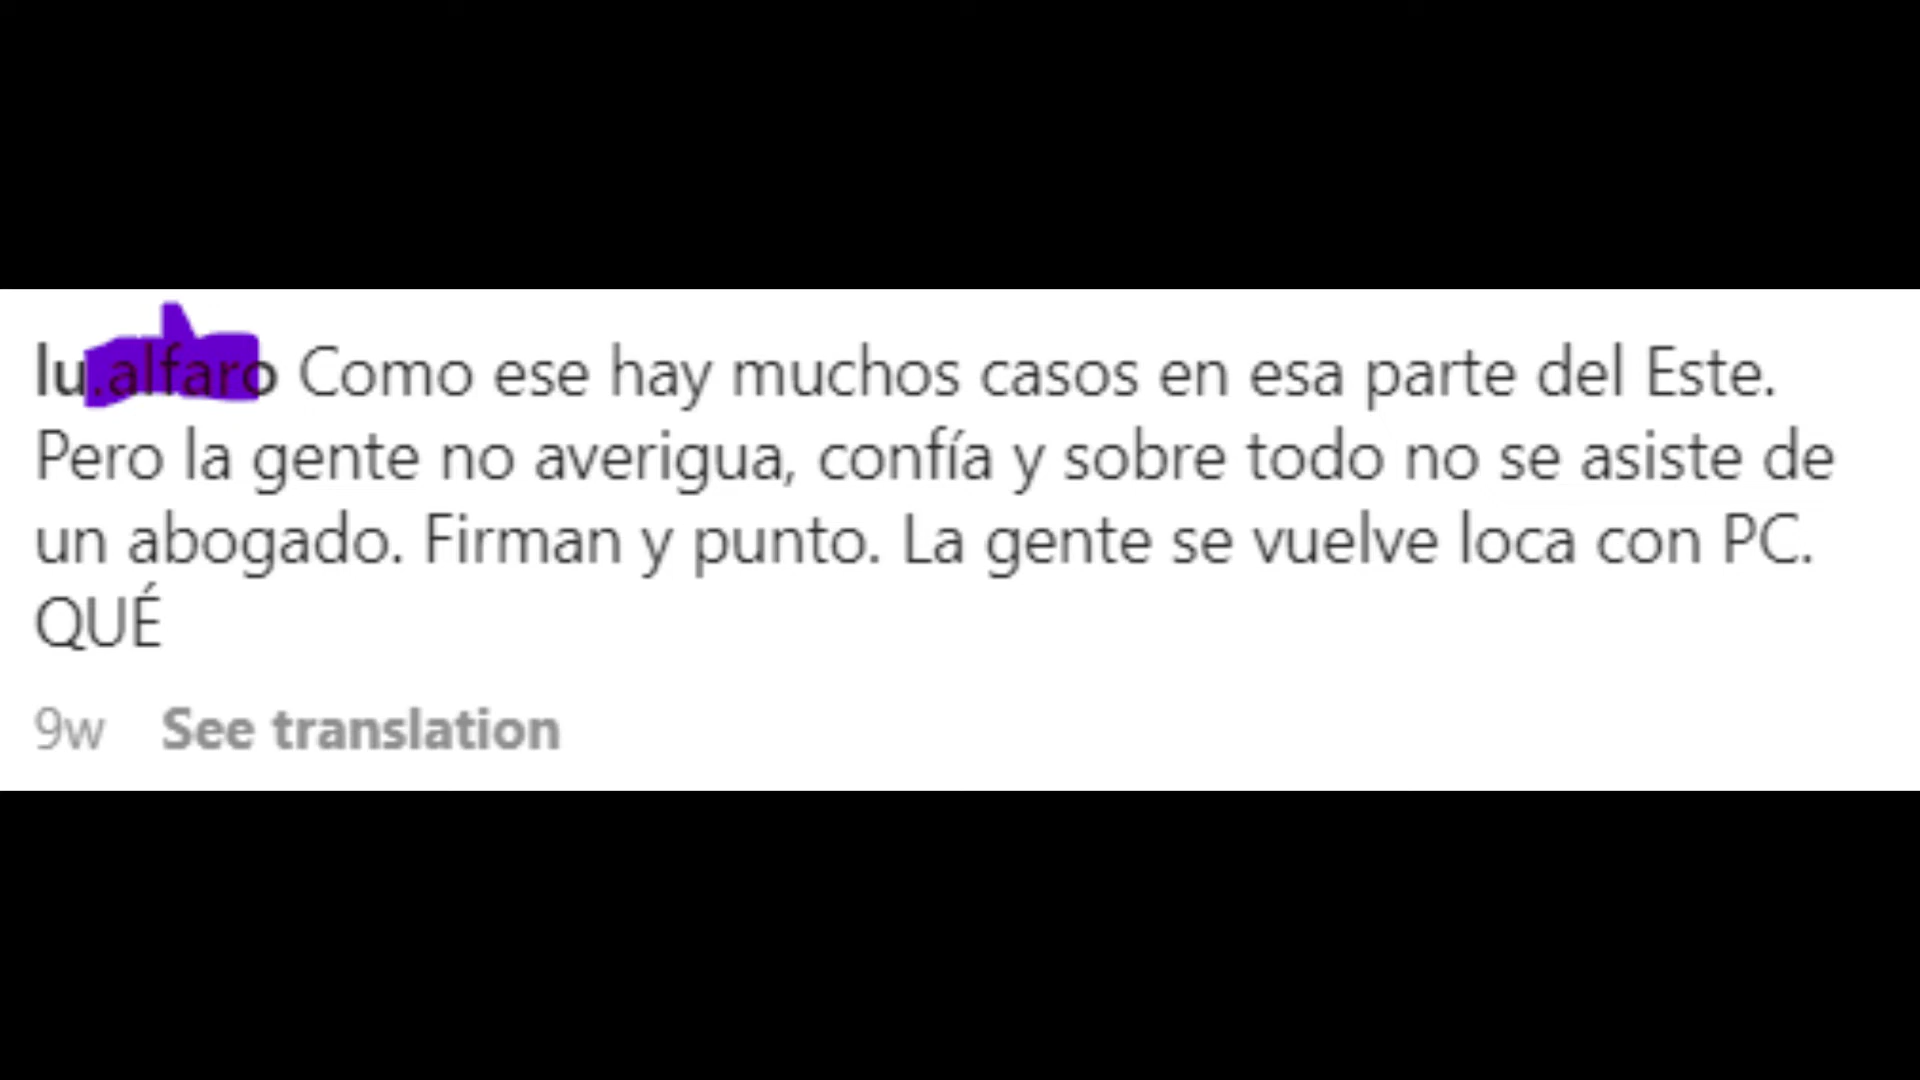 lu.alfaro Como ese hay muchos casos en esa parte del Este.
Pero la gente no averigua, confía y sobre todo no se asiste de
un abogado. Firman y punto. La gente se vuelve loca con PC.
QUÉ
9w See translation